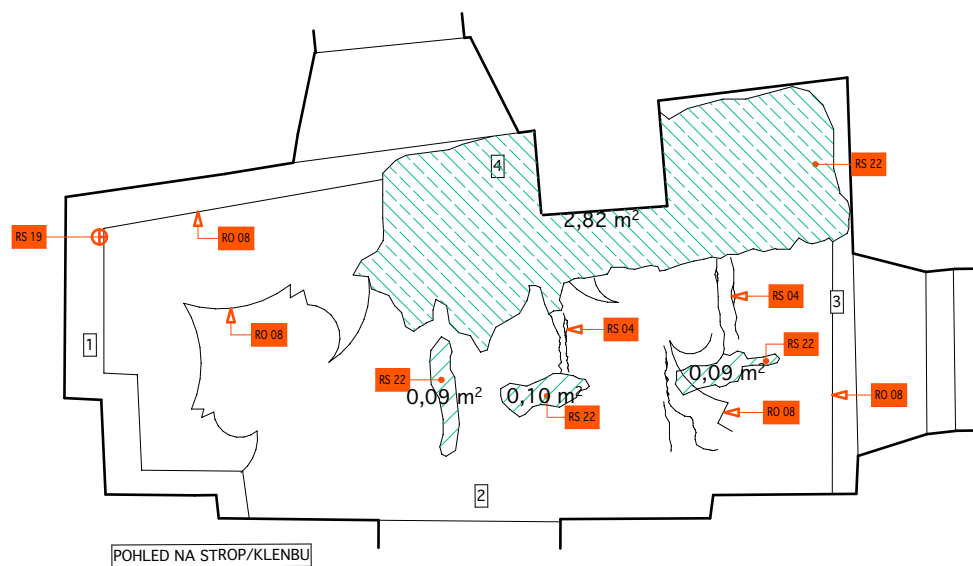 4
RS 22
2,82 m²
RS 19
RO 08
RS 04
3
RO 08
RS 04
1
RS 22
0,09 m²
RS 22
0,09 m²
0,10 m²
RS 22
RO 08
RO 08
2
POHLED NA STROP/KLENBU